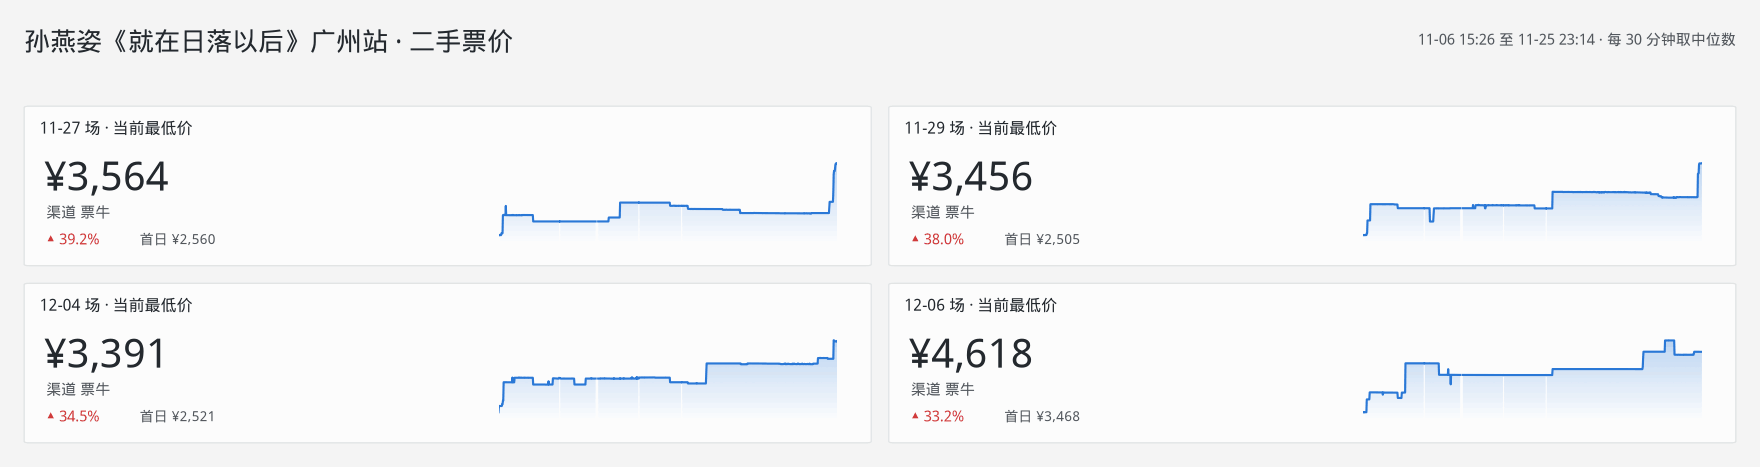 孙燕姿《就在日落以后》广州站 · 二手票价
11-06 15:26 至 11-25 23:14 · 每 30 分钟取中位数
11-27 场 · 当前最低价
¥3,564
渠道 票牛
▲ 39.2% 首日 ¥2,560
11-29 场 · 当前最低价
¥3,456
渠道 票牛
▲ 38.0% 首日 ¥2,505
12-04 场 · 当前最低价
¥3,391
渠道 票牛
▲ 34.5% 首日 ¥2,521
12-06 场 · 当前最低价
¥4,618
渠道 票牛
▲ 33.2% 首日 ¥3,468